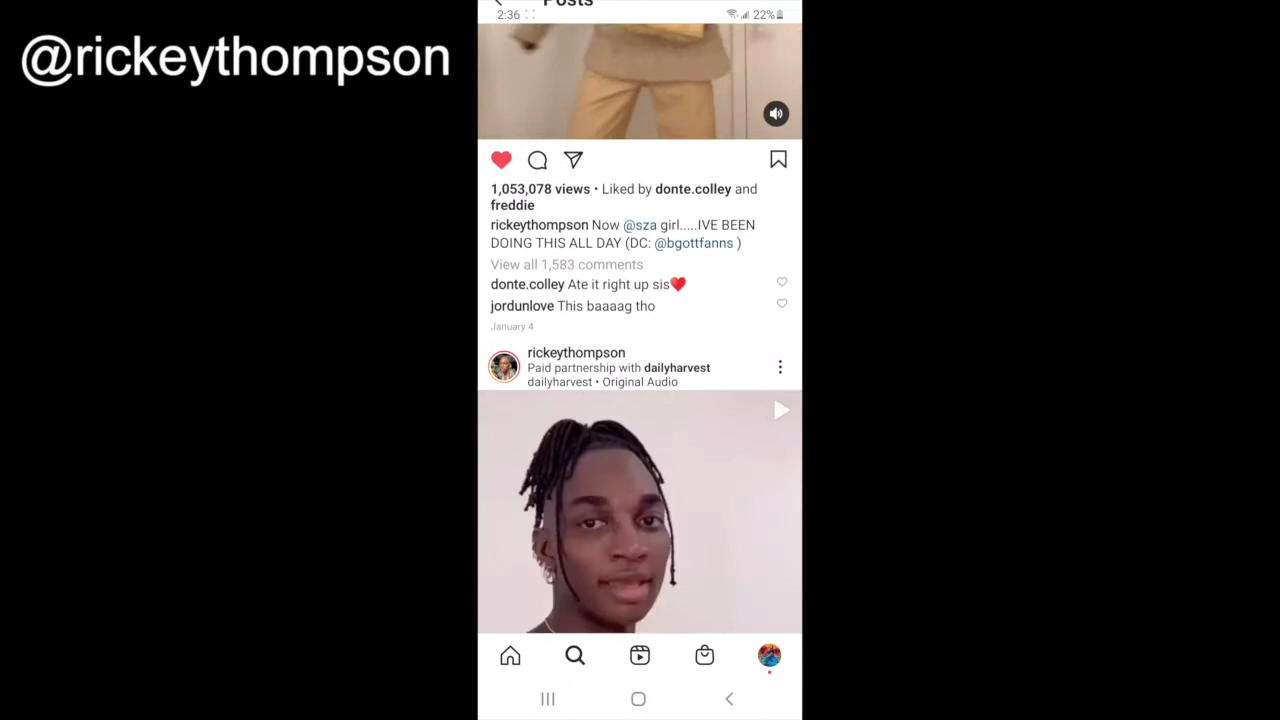 @rickeythompson
Posts
2:36
22%
1,053,078 views • Liked by donte.colley and
freddie
rickeythompson Now @sza girl.....IVE BEEN
DOING THIS ALL DAY (DC: @bgottfanns )
View all 1,583 comments
donte.colley Ate it right up sis❤️
jordunlove This baaaag tho
January 4
rickeythompson
Paid partnership with dailyharvest
dailyharvest • Original Audio